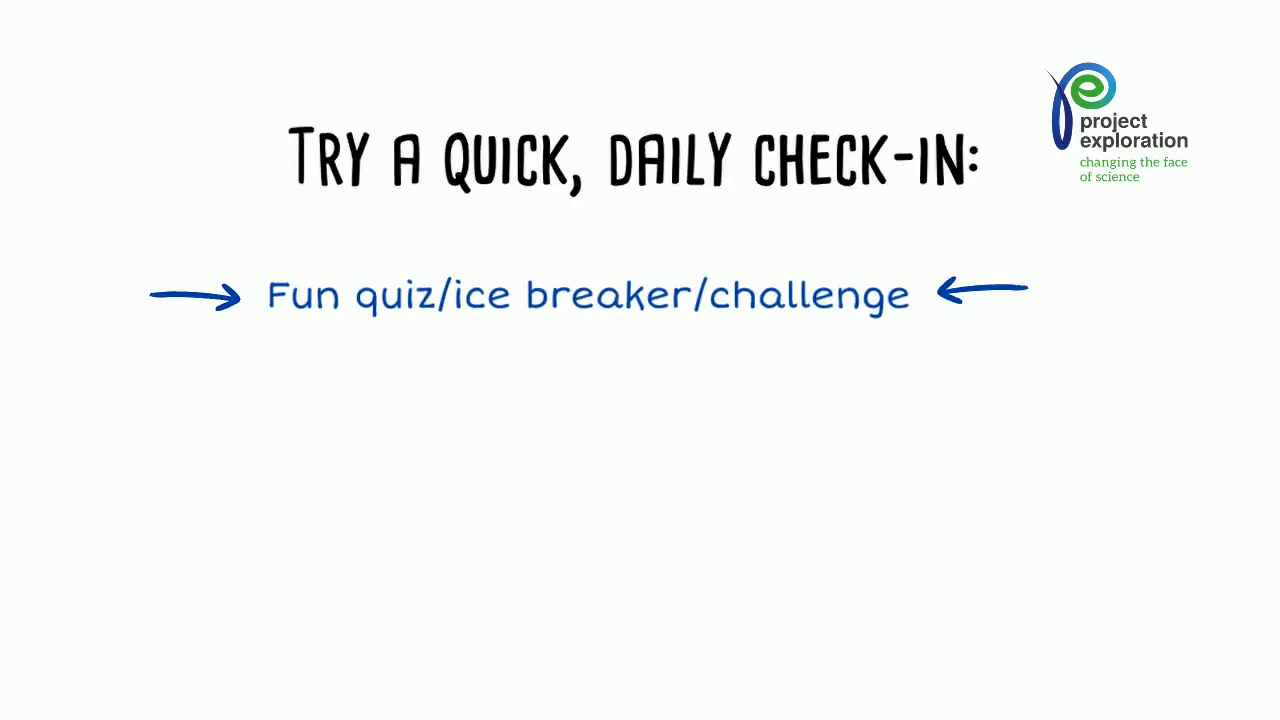 project
exploration
changing the face
of science
TRY A QUICK, DAILY CHECK-IN:
Fun quiz/ice breaker/challenge